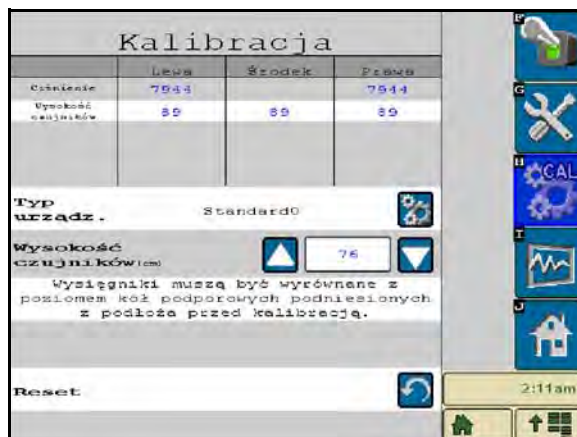 Kalibracja
Lewa Środek Prawa
Ciśnienie 7944 7944
Wysokość czujników 89 89 89
Typ urządz. Standard0
Wysokość czujników (cm) 76
Wysięgniki muszą być wyrównane z
poziomem kół podporowych podniesionych
z podłoża przed kalibracją.
Reset
F
G
H
CAL
I
J
2:11am